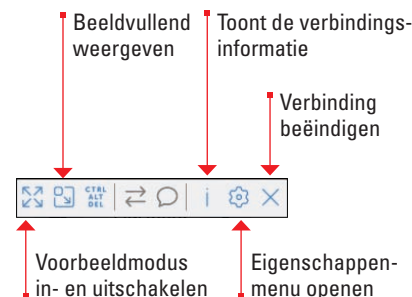 Beeldvullend
weergeven
Toont de verbindings-
informatie
Verbinding
beëindigen
CTRL
ALT
DEL
i
Voorbeeldmodus
in- en uitschakelen
Eigenschappen-
menu openen